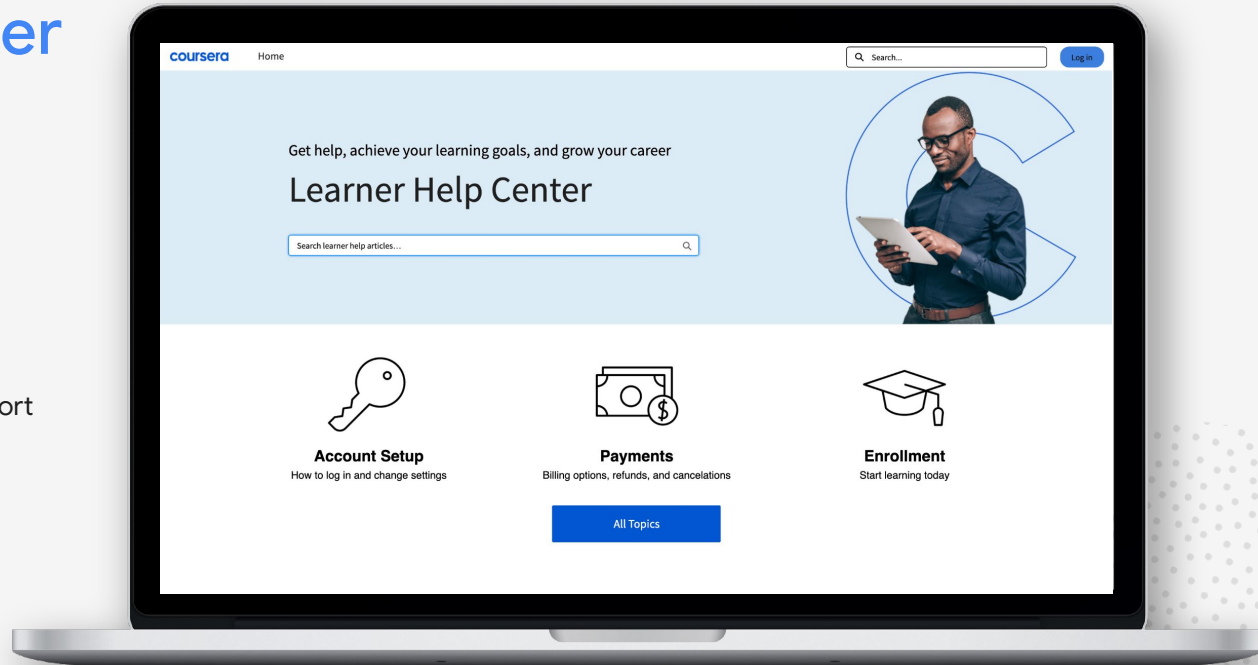 er
ort
coursera
Home
Search...
Log in
Get help, achieve your learning goals, and grow your career
Learner Help Center
Search learner help articles...
Account Setup
How to log in and change settings
Payments
Billing options, refunds, and cancelations
Enrollment
Start learning today
All Topics